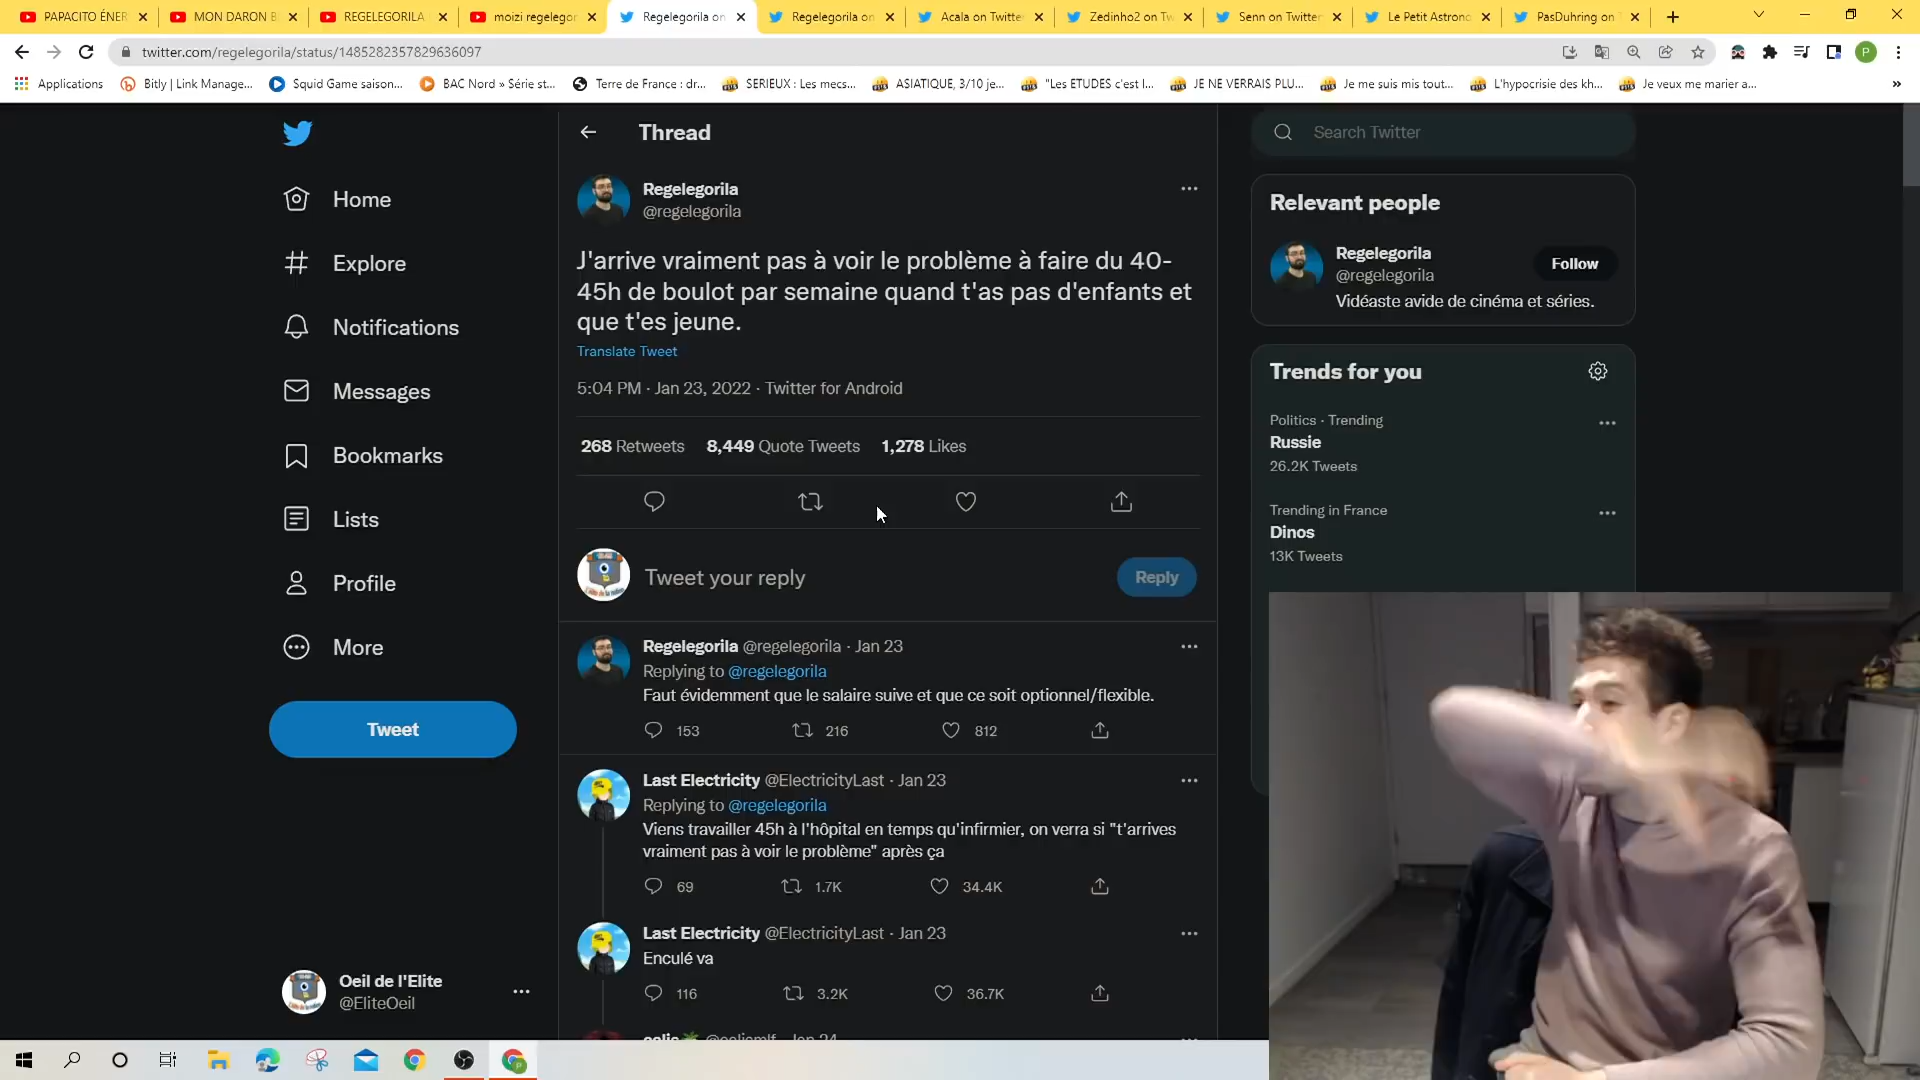 PAPACITO ÉNER
MON DARON B
REGELEGORILA
moizi regelegor
Regelegorila on
Regelegorila on
Acala on Twitte
Zedinho2 on Tw
Senn on Twitter
Le Petit Astrono
PasDuhring on T
twitter.com/regelegorila/status/1485282357829636097
P
Applications
Bitly | Link Manage...
Squid Game saison...
BAC Nord » Série st...
Terre de France : dr...
SERIEUX : Les mecs...
ASIATIQUE, 3/10 je...
"Les ETUDES c'est l...
JE NE VERRAIS PLU...
Je me suis mis tout...
L'hypocrisie des kh...
Je veux me marier a...
»
Home
Explore
Notifications
Messages
Bookmarks
Lists
Profile
More
Tweet
Oeil de l'Elite
@EliteOeil
Thread
Regelegorila
@regelegorila
J'arrive vraiment pas à voir le problème à faire du 40-
45h de boulot par semaine quand t'as pas d'enfants et
que t'es jeune.
Translate Tweet
5:04 PM · Jan 23, 2022 · Twitter for Android
268 Retweets 8,449 Quote Tweets 1,278 Likes
Tweet your reply
Reply
Regelegorila @regelegorila · Jan 23
Replying to @regelegorila
Faut évidemment que le salaire suive et que ce soit optionnel/flexible.
153 216 812
Last Electricity @ElectricityLast · Jan 23
Replying to @regelegorila
Viens travailler 45h à l'hôpital en temps qu'infirmier, on verra si "t'arrives
vraiment pas à voir le problème" après ça
69 1.7K 34.4K
Last Electricity @ElectricityLast · Jan 23
Enculé va
116 3.2K 36.7K
Search Twitter
Relevant people
Regelegorila
@regelegorila
Follow
Vidéaste avide de cinéma et séries.
Trends for you
Politics · Trending
Russie
26.2K Tweets
Trending in France
Dinos
13K Tweets